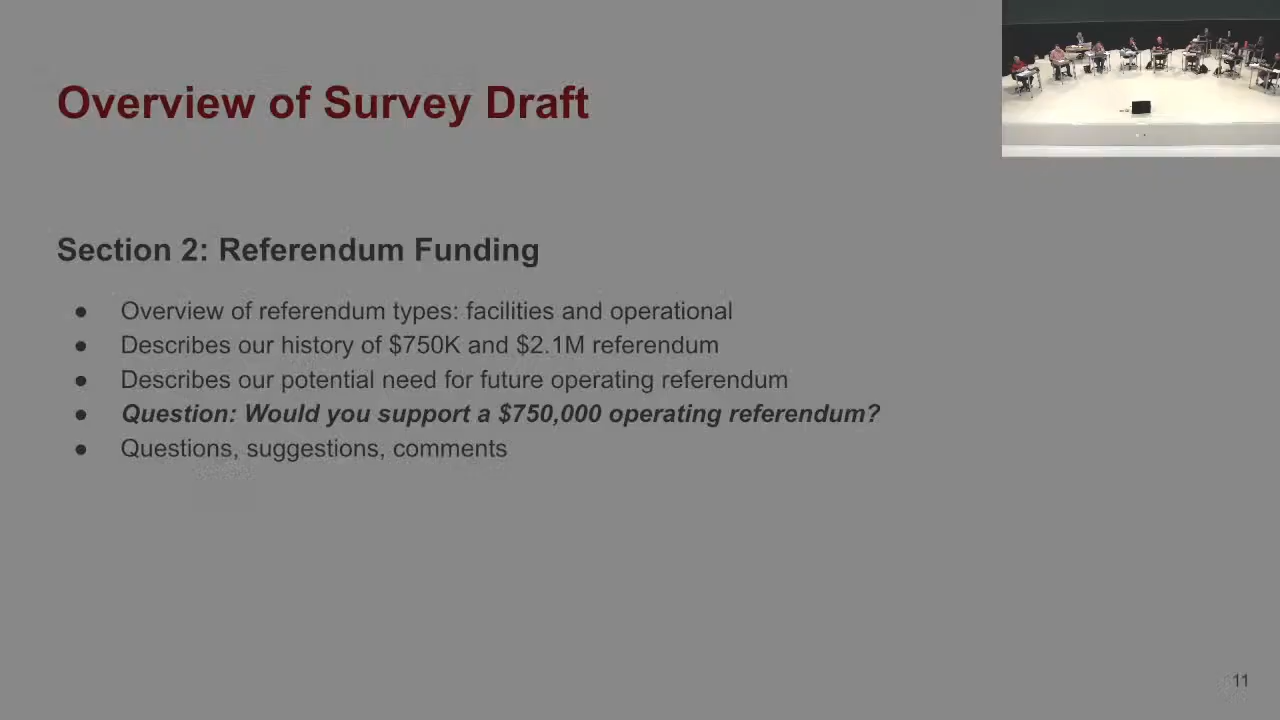 Overview of Survey Draft
Section 2: Referendum Funding
● Overview of referendum types: facilities and operational
● Describes our history of $750K and $2.1M referendum
● Describes our potential need for future operating referendum
● Question: Would you support a $750,000 operating referendum?
● Questions, suggestions, comments
11